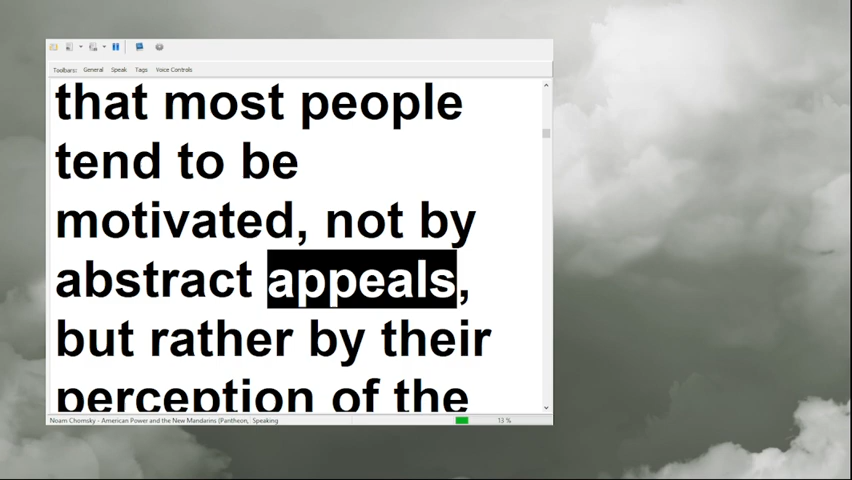 Toolbars: General Speak Tags Voice Controls
that most people
tend to be
motivated, not by
abstract appeals,
but rather by their
perception of the
Noam Chomsky - American Power and the New Mandarins (Pantheon, Speaking 13 %